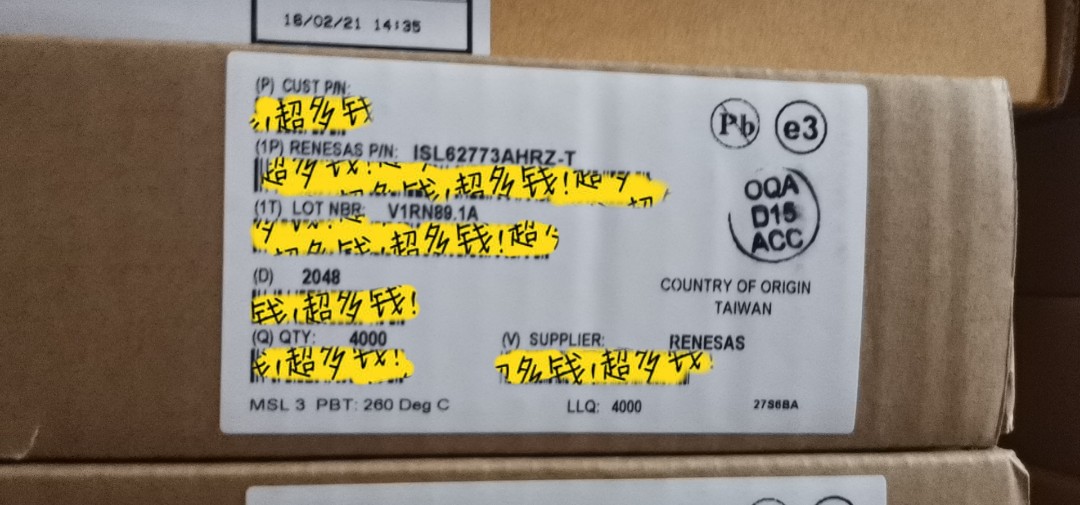 18/02/21 14:35
(P) CUST P/N:
超多钱
(1P) RENESAS P/N: ISL62773AHRZ-T
超多钱!
多钱!超多钱!超多
超
(1T) LOT NBR: V1RN89.1A
多钱!超多钱!超
(D) 2048
钱!超多钱!
(Q) QTY: 4000
钱!超多钱!
(V) SUPPLIER: RENESAS
多钱!超多钱
MSL 3 PBT: 260 Deg C
LLQ: 4000
27S6BA
Pb
e3
OQA
D15
ACC
COUNTRY OF ORIGIN
TAIWAN